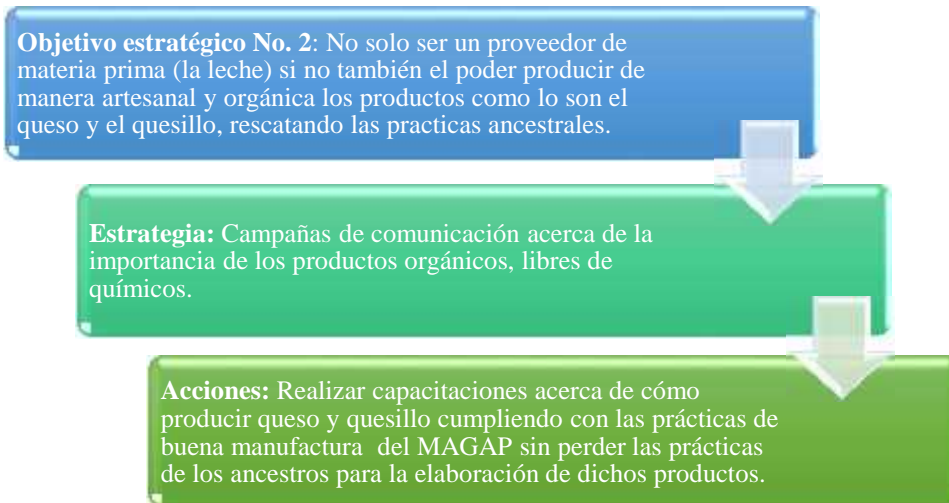 Objetivo estratégico No. 2: No solo ser un proveedor de
materia prima (la leche) si no también el poder producir de
manera artesanal y orgánica los productos como lo son el
queso y el quesillo, rescatando las practicas ancestrales.
Estrategia: Campañas de comunicación acerca de la
importancia de los productos orgánicos, libres de
químicos.
Acciones: Realizar capacitaciones acerca de cómo
producir queso y quesillo cumpliendo con las prácticas de
buena manufactura del MAGAP sin perder las prácticas
de los ancestros para la elaboración de dichos productos.